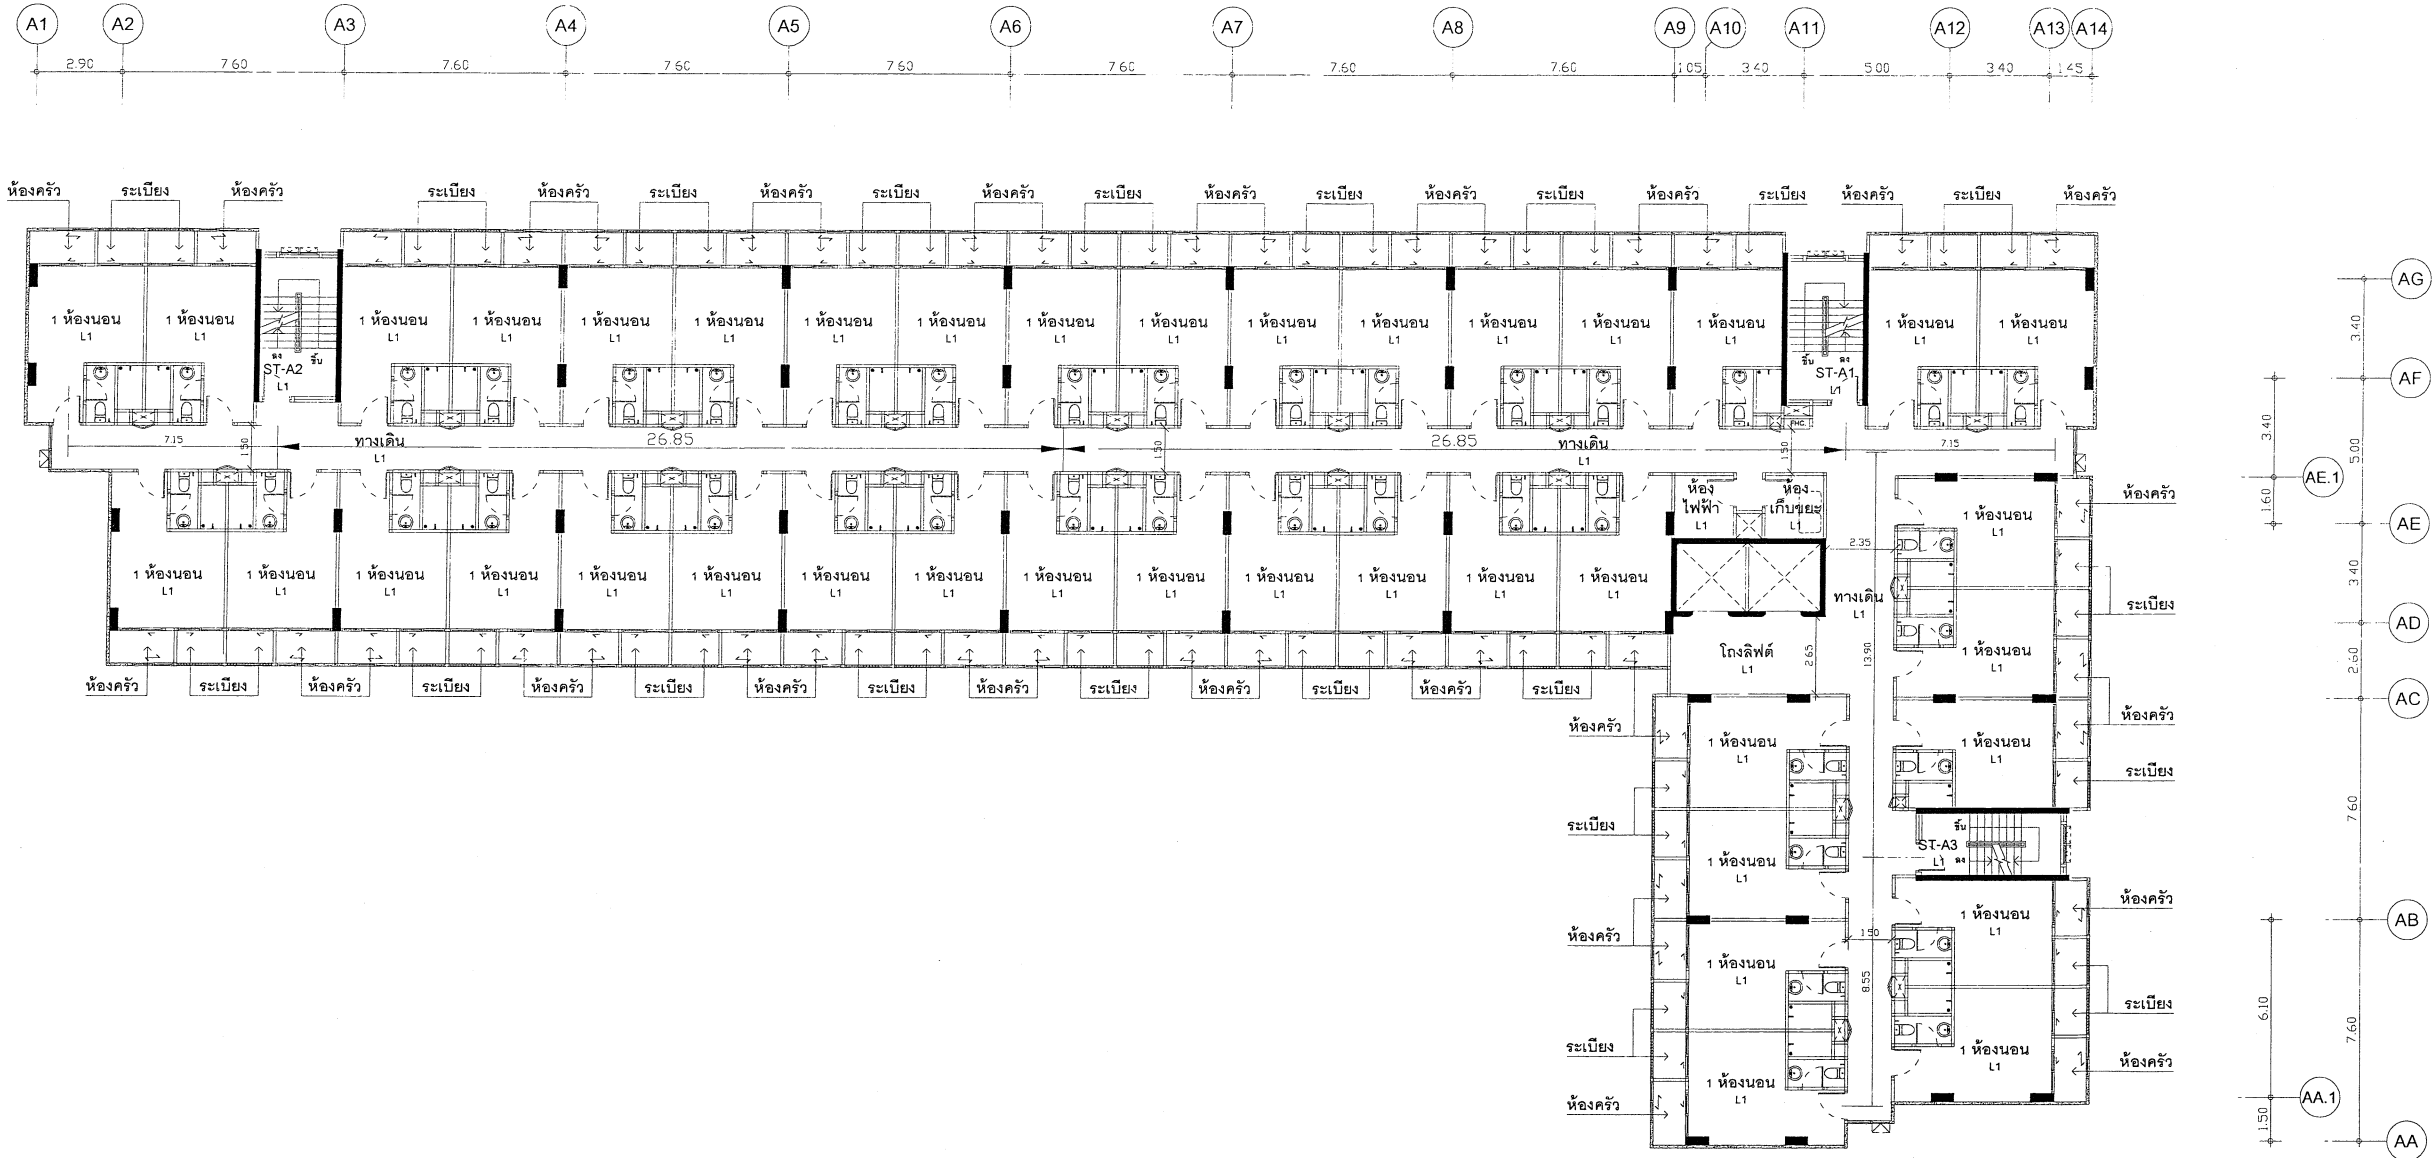 A1 A2 A3 A4 A5 A6 A7 A8 A9 A10 A11 A12 A13 A14
2.90 7.60 7.60 7.60 7.60 7.60 7.60 7.60 1.05 3.40 5.00 3.40 1.45
ห้องครัว ระเบียง ห้องครัว ระเบียง ห้องครัว ระเบียง ห้องครัว ระเบียง ห้องครัว ระเบียง ห้องครัว ระเบียง ห้องครัว ระเบียง ห้องครัว ระเบียง ห้องครัว ระเบียง ห้องครัว
AG
3.40
1 ห้องนอน 1 ห้องนอน 1 ห้องนอน 1 ห้องนอน 1 ห้องนอน 1 ห้องนอน 1 ห้องนอน 1 ห้องนอน 1 ห้องนอน 1 ห้องนอน 1 ห้องนอน 1 ห้องนอน 1 ห้องนอน 1 ห้องนอน 1 ห้องนอน 1 ห้องนอน 1 ห้องนอน
L1 L1 L1 L1 L1 L1 L1 L1 L1 L1 L1 L1 L1 L1 L1 L1 L1
ลง ขึ้น ขึ้น ลง
ST-A2 ST-A1
L1 L1
AF
FHC.
3.40 5.00
7.15 1.50 ทางเดิน 26.85 1.50 26.85 ทางเดิน 1.50 7.15
L1 L1
AE.1
ห้อง ห้อง ห้องครัว
ไฟฟ้า เก็บขยะ 1 ห้องนอน
L1 L1 L1
1.60
AE
2.35
1 ห้องนอน 1 ห้องนอน 1 ห้องนอน 1 ห้องนอน 1 ห้องนอน 1 ห้องนอน 1 ห้องนอน 1 ห้องนอน 1 ห้องนอน 1 ห้องนอน 1 ห้องนอน 1 ห้องนอน 1 ห้องนอน 1 ห้องนอน
L1 L1 L1 L1 L1 L1 L1 L1 L1 L1 L1 L1 L1 L1
3.40
ทางเดิน ระเบียง
L1
AD
โถงลิฟต์ 2.65 13.90 1 ห้องนอน
L1 L1
2.60
ห้องครัว ระเบียง ห้องครัว ระเบียง ห้องครัว ระเบียง ห้องครัว ระเบียง ห้องครัว ระเบียง ห้องครัว ระเบียง ห้องครัว ระเบียง
AC
ห้องครัว 1 ห้องนอน 1 ห้องนอน ห้องครัว
L1 L1
ระเบียง
7.60
ระเบียง ขึ้น
ST-A3
1 ห้องนอน L1 ลง
L1
ห้องครัว
1 ห้องนอน
L1
AB
ห้องครัว 1.50
1 ห้องนอน
L1
8.55 ระเบียง
6.10 7.60
ระเบียง 1 ห้องนอน ห้องครัว
L1
1 ห้องนอน
L1
ห้องครัว
AA.1
1.50
AA